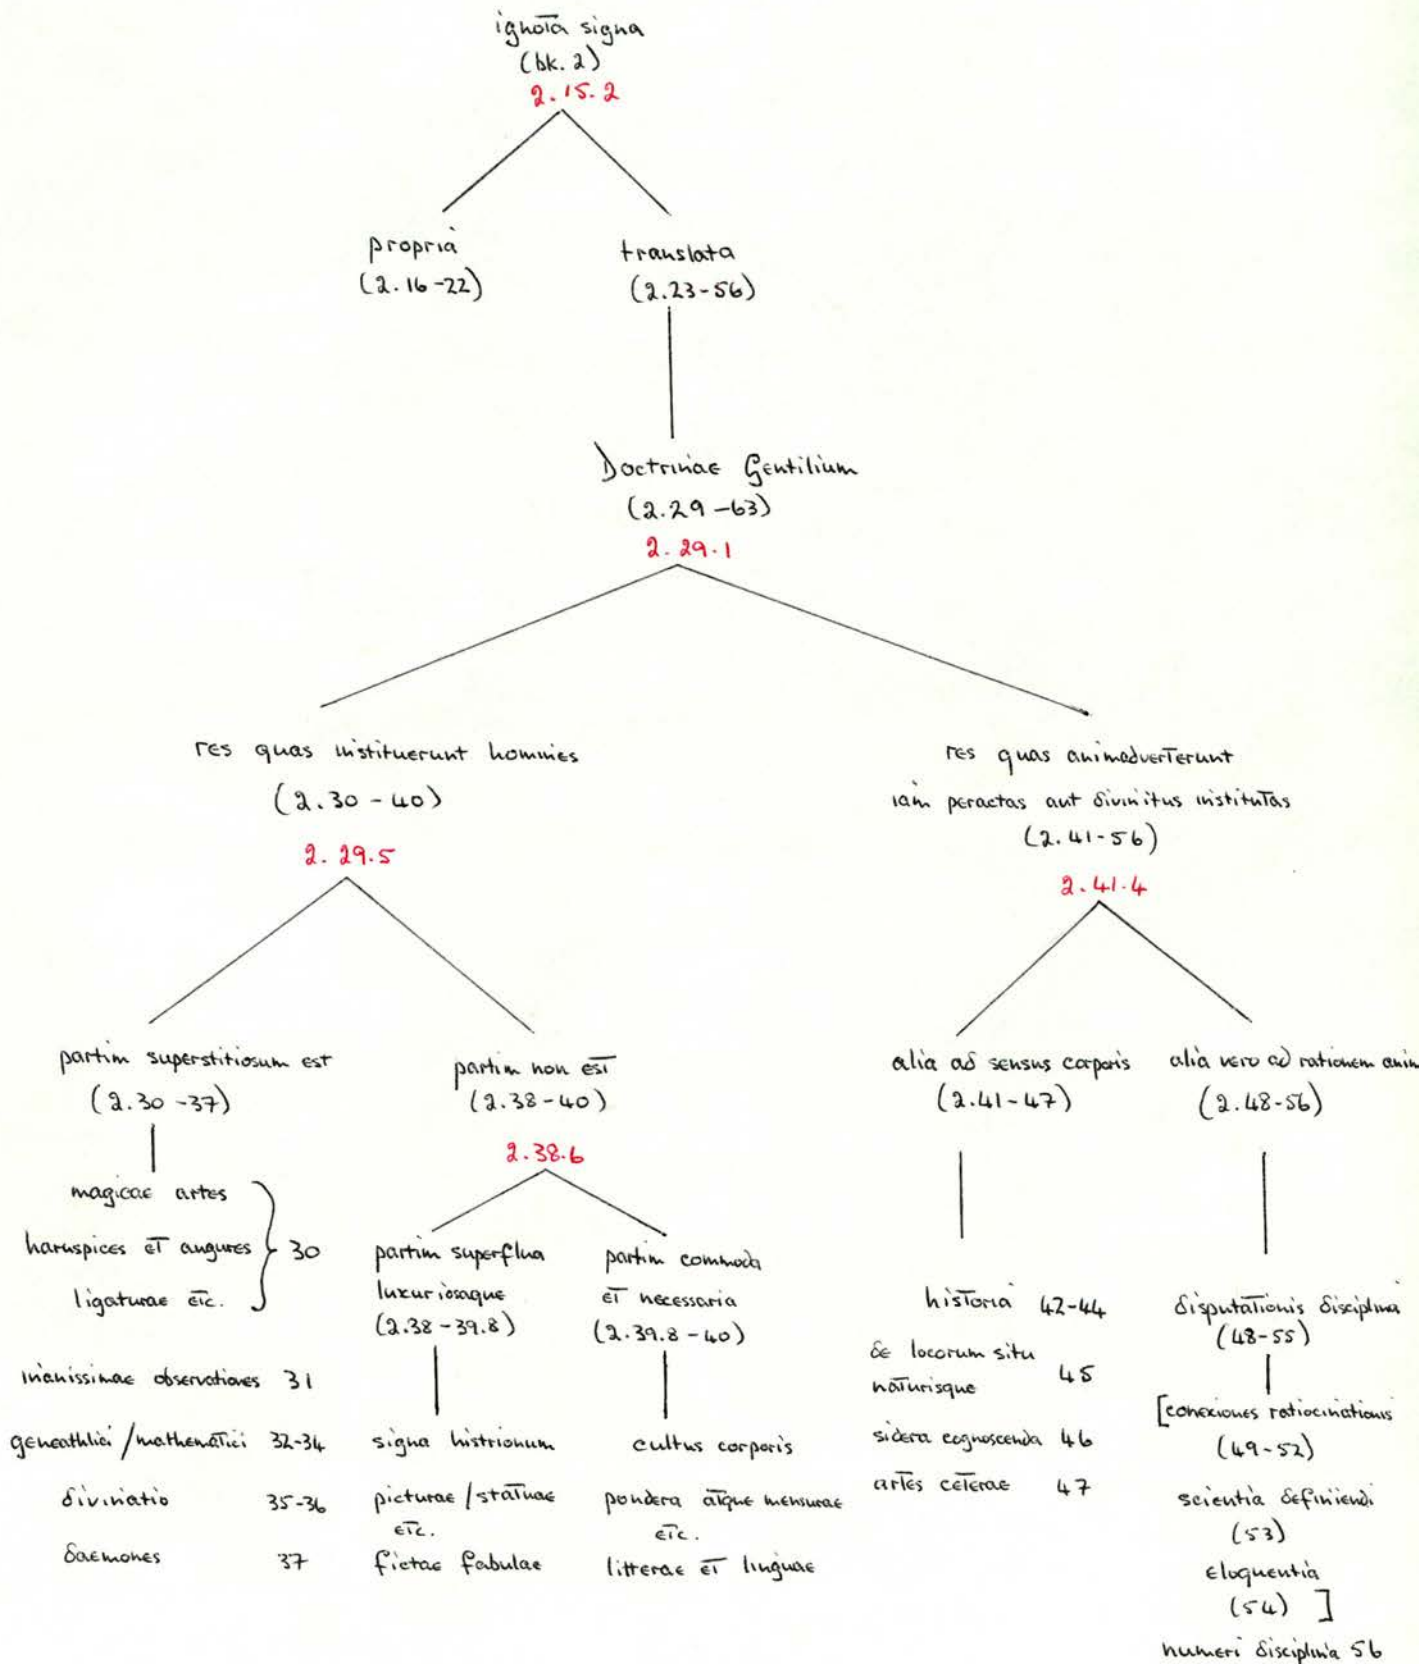 ignota signa
(bk. 2)
2.15.2
propria
(2.16-22)
translata
(2.23-56)
Doctrinae Gentilium
(2.29-63)
2.29.1
res quas instituerunt homines
(2.30-40)
2.29.5
res quas animadverterunt
iam peractas aut divinitus institutas
(2.41-56)
2.41.4
partim superstitiosum est
(2.30-37)
partim non est
(2.38-40)
2.38.6
alia ad sensus corporis
(2.41-47)
alia vero ad rationem anim
(2.48-56)
magicae artes
haruspices et augures } 30
ligaturae etc.
inanissimae observationes 31
geneathlici/mathematici 32-34
divinatio 35-36
daemones 37
partim superflua
luxuriosaque
(2.38-39.8)
signa histrionum
picturae/statuae
etc.
fictae fabulae
partim commoda
et necessaria
(2.39.8-40)
cultus corporis
pondera atque mensurae
etc.
litterae et linguae
historia 42-44
de locorum situ
naturisque 45
sidera cognoscenda 46
artes ceterae 47
disputationis disciplina
(48-55)
[conexiones ratiocinationis
(49-52)
scientia definiendi
(53)
eloquentia
(54) ]
numeri disciplina 56